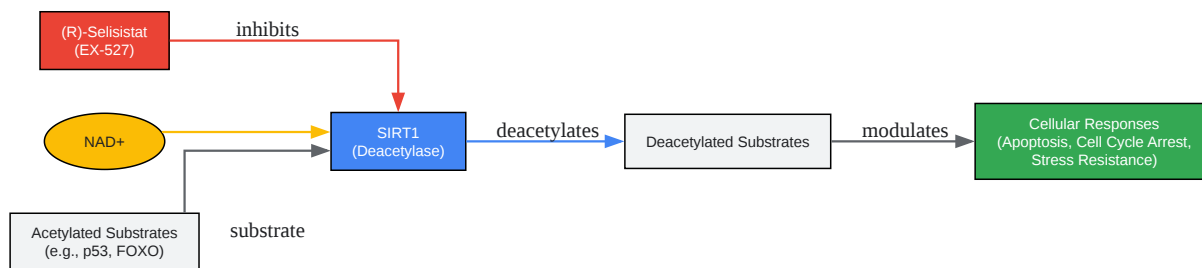 (R)-Selisistat
(EX-527)
inhibits
NAD+
SIRT1
(Deacetylase)
deacetylates
Deacetylated Substrates
modulates
Cellular Responses
(Apoptosis, Cell Cycle Arrest,
Stress Resistance)
Acetylated Substrates
(e.g., p53, FOXO)
substrate